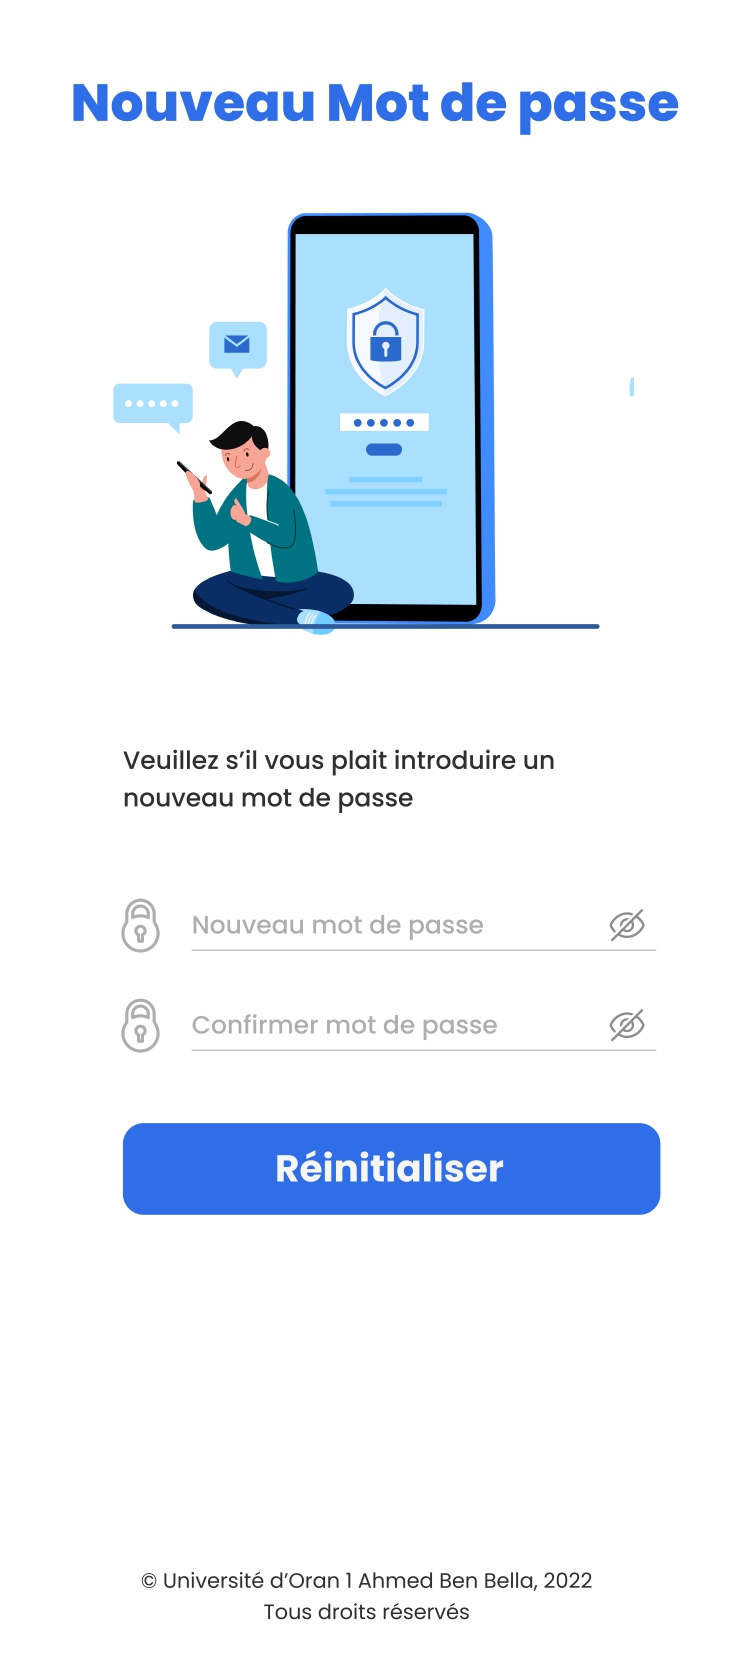 Nouveau Mot de passe
Veuillez s’il vous plait introduire un
nouveau mot de passe
Nouveau mot de passe
Confirmer mot de passe
Réinitialiser
© Université d’Oran 1 Ahmed Ben Bella, 2022
Tous droits réservés